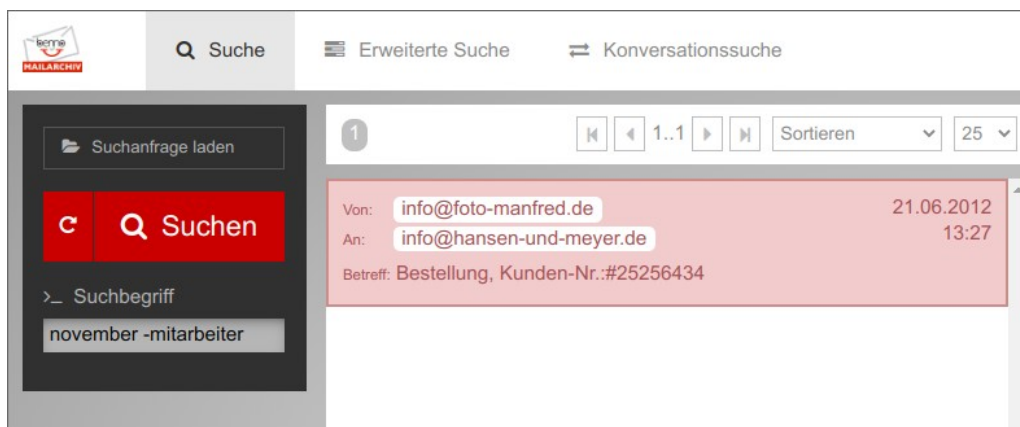 benno
MAILARCHIV
Suche
Erweiterte Suche
Konversationssuche
Suchanfrage laden
1
1..1
Sortieren
25
Suchen
Von: info@foto-manfred.de
21.06.2012
An: info@hansen-und-meyer.de
13:27
Betreff: Bestellung, Kunden-Nr.:#25256434
>_ Suchbegriff
november -mitarbeiter